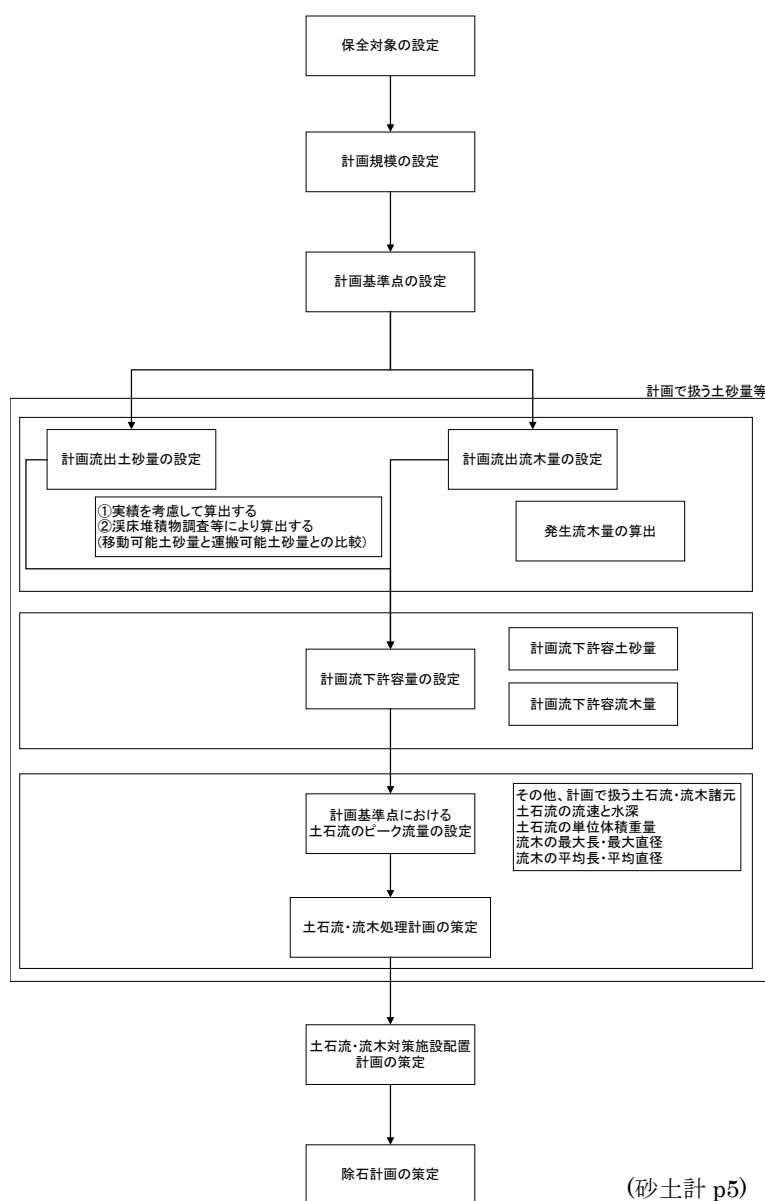 保全対象の設定
計画規模の設定
計画基準点の設定
計画で扱う土砂量等
計画流出土砂量の設定
計画流出流木量の設定
①実績を考慮して算出する
②渓床堆積物調査等により算出する
(移動可能土砂量と運搬可能土砂量との比較)
発生流木量の算出
計画流下許容量の設定
計画流下許容土砂量
計画流下許容流木量
計画基準点における
土石流のピーク流量の設定
その他、計画で扱う土石流・流木諸元
土石流の流速と水深
土石流の単位体積重量
流木の最大長・最大直径
流木の平均長・平均直径
土石流・流木処理計画の策定
土石流・流木対策施設配置
計画の策定
除石計画の策定
(砂土計 p5)